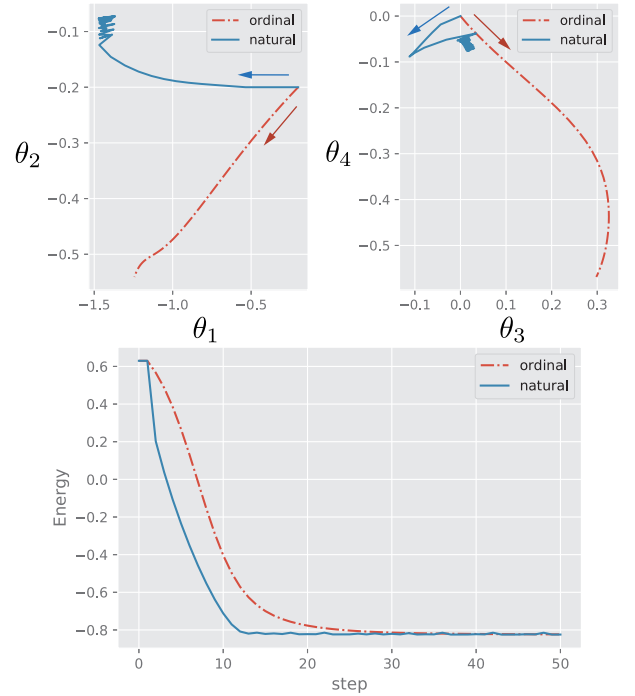 −0.1
−0.2
−0.3
−0.4
−0.5
θ2
−1.5
−1.0
−0.5
θ1
ordinal
natural
0.0
−0.1
−0.2
−0.3
−0.4
−0.5
θ4
−0.1
0.0
0.1
0.2
0.3
θ3
ordinal
natural
0.6
0.4
0.2
0.0
−0.2
−0.4
−0.6
−0.8
Energy
0
10
20
30
40
50
step
ordinal
natural